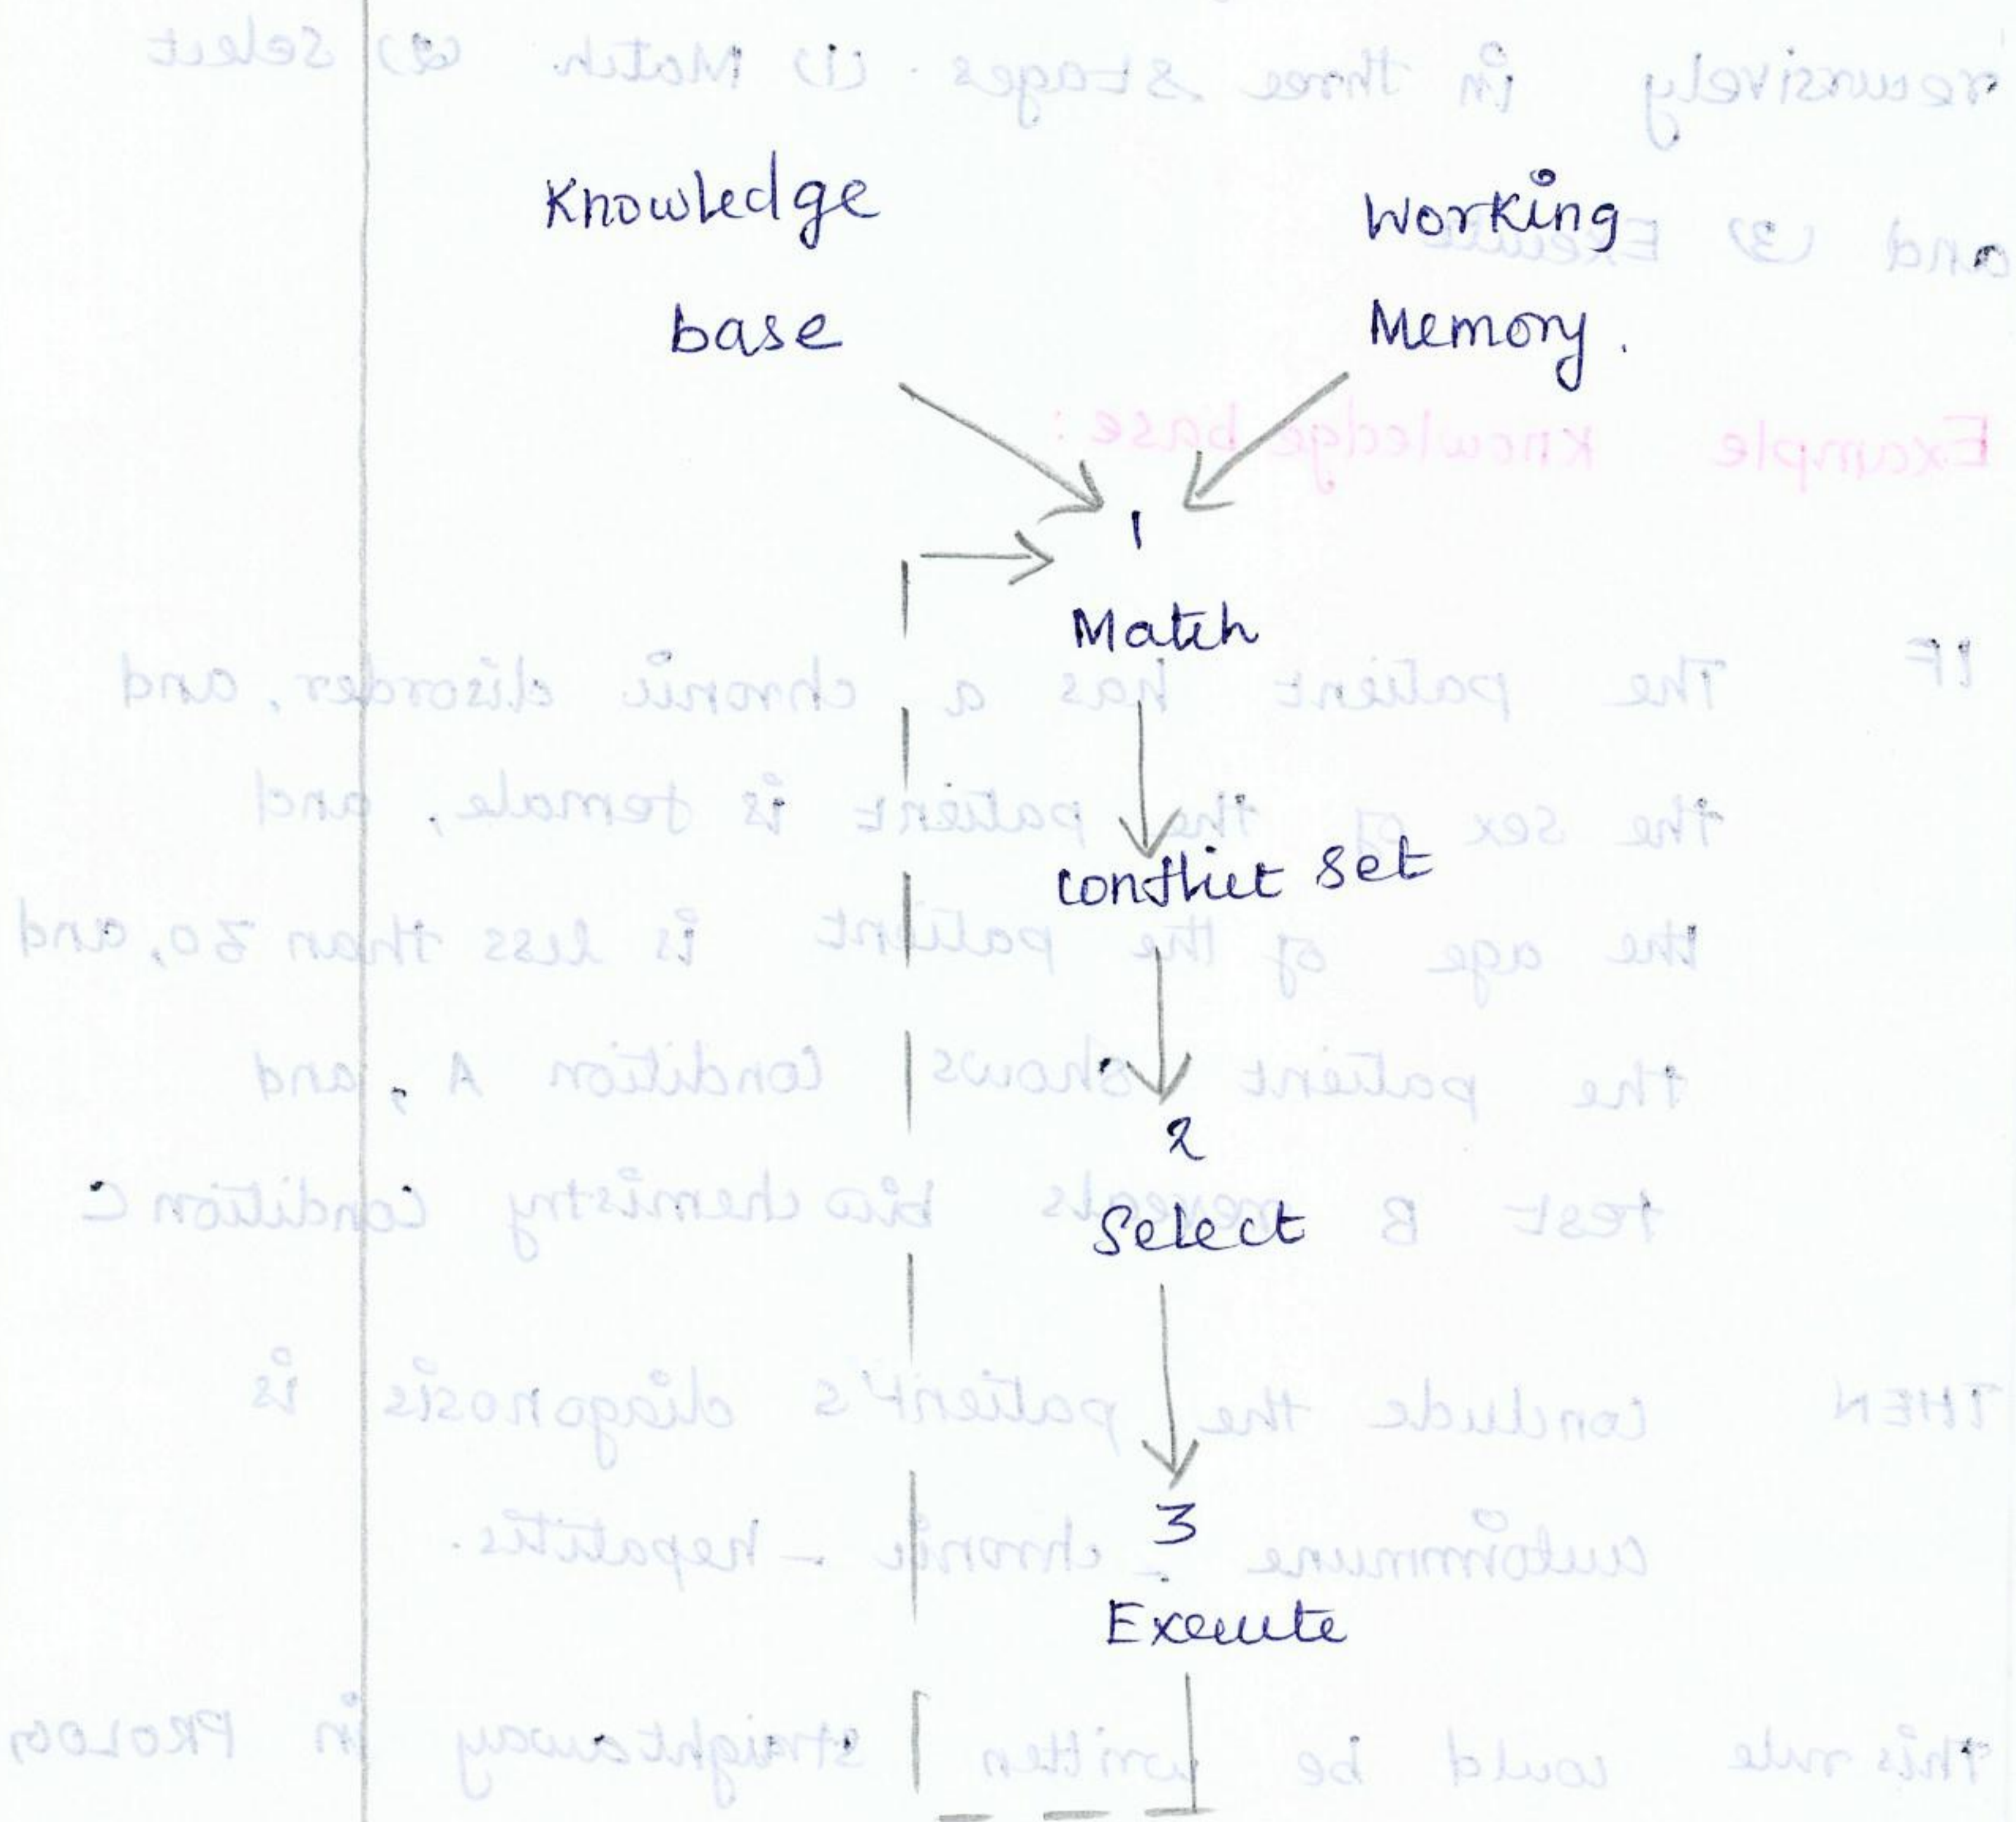 Knowledge
base
Working
Memory.
1
Match
Conflict Set
2
Select
3
Execute